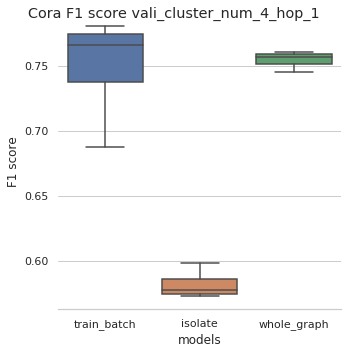 Cora F1 score vali_cluster_num_4_hop_1
0.75
0.70
0.65
0.60
F1 score
train_batch
isolate
whole_graph
models